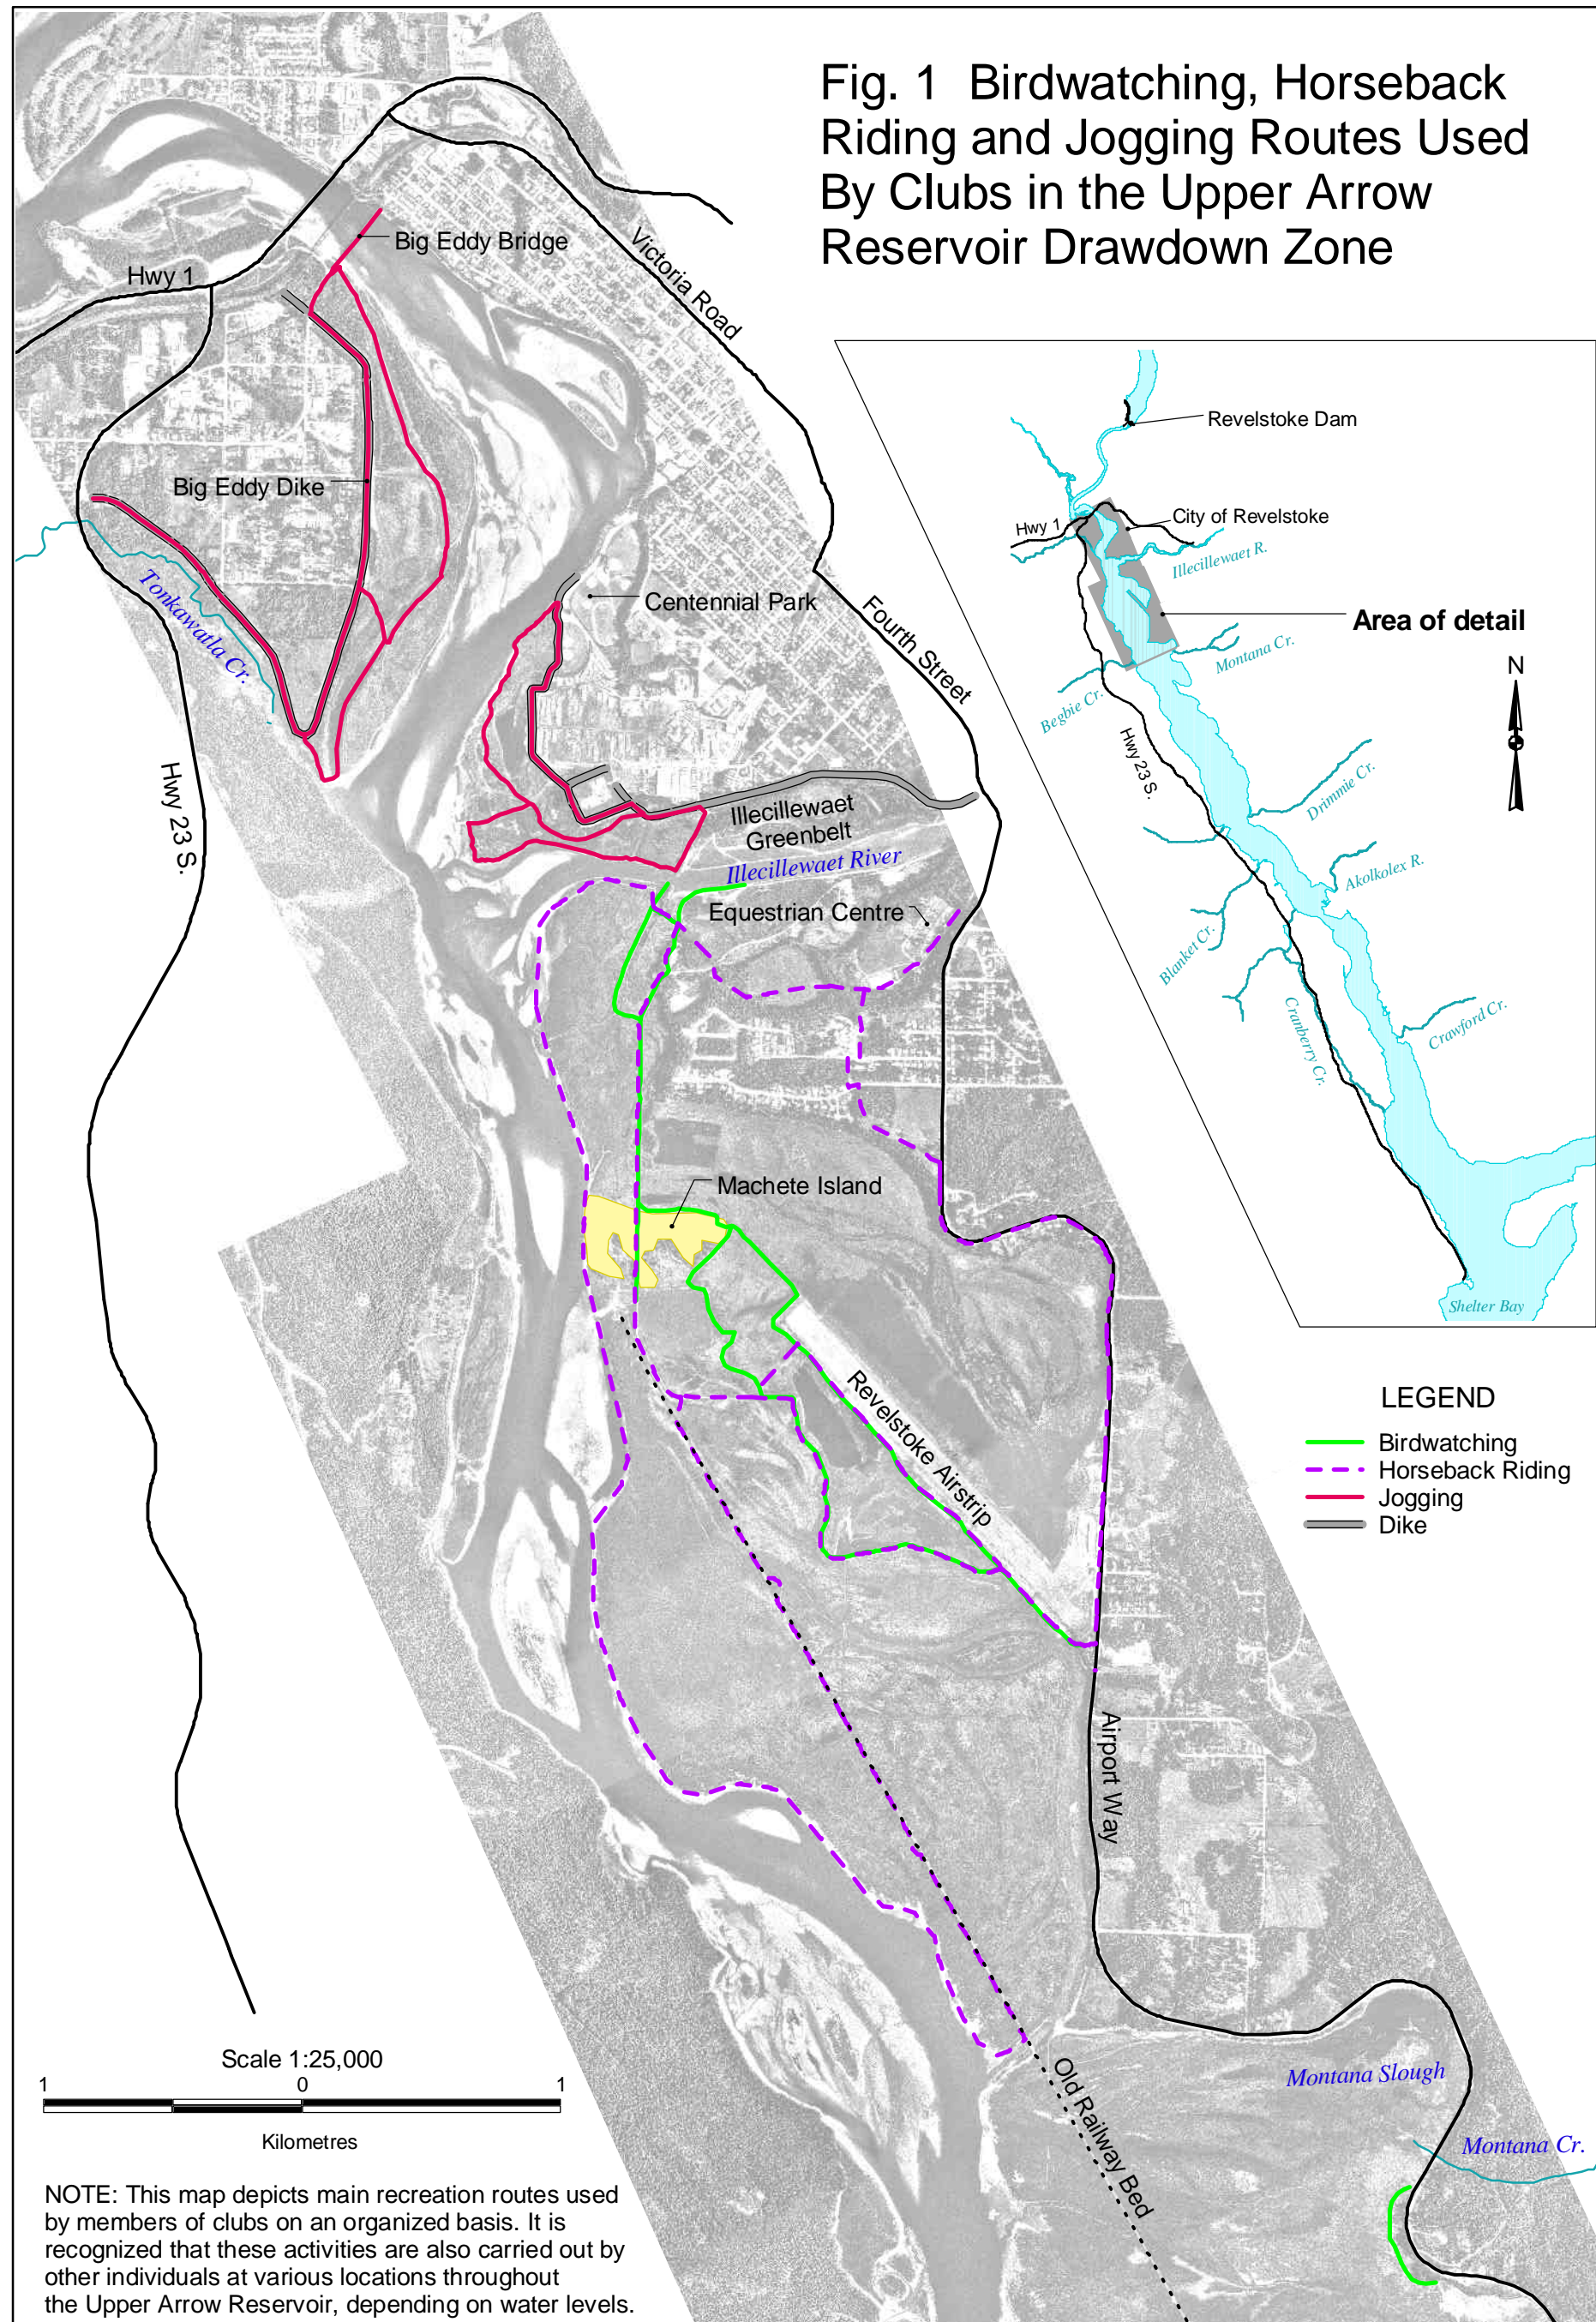 Fig. 1 Birdwatching, Horseback
Riding and Jogging Routes Used
By Clubs in the Upper Arrow
Reservoir Drawdown Zone
Big Eddy Bridge
Hwy 1
Victoria Road
Big Eddy Dike
Tonkawatla Cr.
Centennial Park
Fourth Street
Hwy 23 S.
Illecillewaet
Greenbelt
Illecillewaet River
Equestrian Centre
Machete Island
Revelstoke Airstrip
Airport Way
Old Railway Bed
Montana Slough
Montana Cr.
Revelstoke Dam
City of Revelstoke
Hwy 1
Illecillewaet R.
Area of detail
Montana Cr.
N
Begbie Cr.
Hwy 23 S.
Drimmie Cr.
Akolkolex R.
Blanket Cr.
Cranberry Cr.
Crawford Cr.
Shelter Bay
LEGEND
Birdwatching
Horseback Riding
Jogging
Dike
Scale 1:25,000
1 0 1
Kilometres
NOTE: This map depicts main recreation routes used
by members of clubs on an organized basis. It is
recognized that these activities are also carried out by
other individuals at various locations throughout
the Upper Arrow Reservoir, depending on water levels.